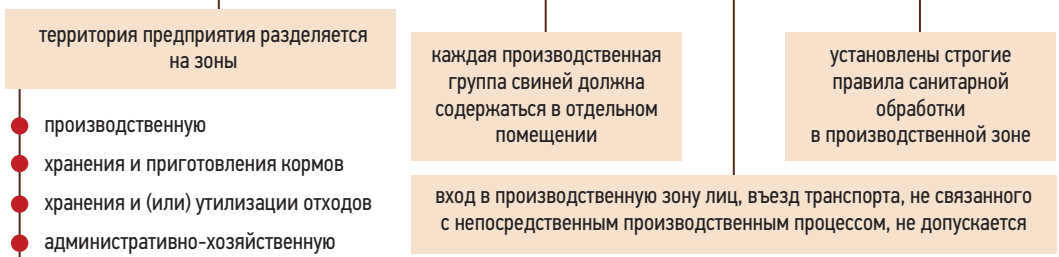 территория предприятия разделяется
на зоны
производственную
хранения и приготовления кормов
хранения и (или) утилизации отходов
административно-хозяйственную
каждая производственная
группа свиней должна
содержаться в отдельном
помещении
установлены строгие
правила санитарной
обработки
в производственной зоне
вход в производственную зону лиц, въезд транспорта, не связанного
с непосредственным производственным процессом, не допускается